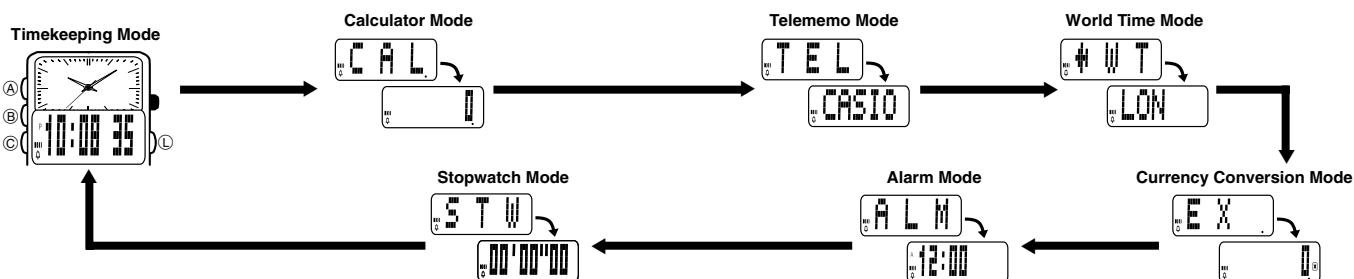 Timekeeping Mode
Calculator Mode
Telememo Mode
World Time Mode
A
B
C
L
P
10:08 35
CAL
0
TEL
CASIO
WT
LON
Stopwatch Mode
Alarm Mode
Currency Conversion Mode
STW
00'00"00
ALM
A 12:00
EX
0